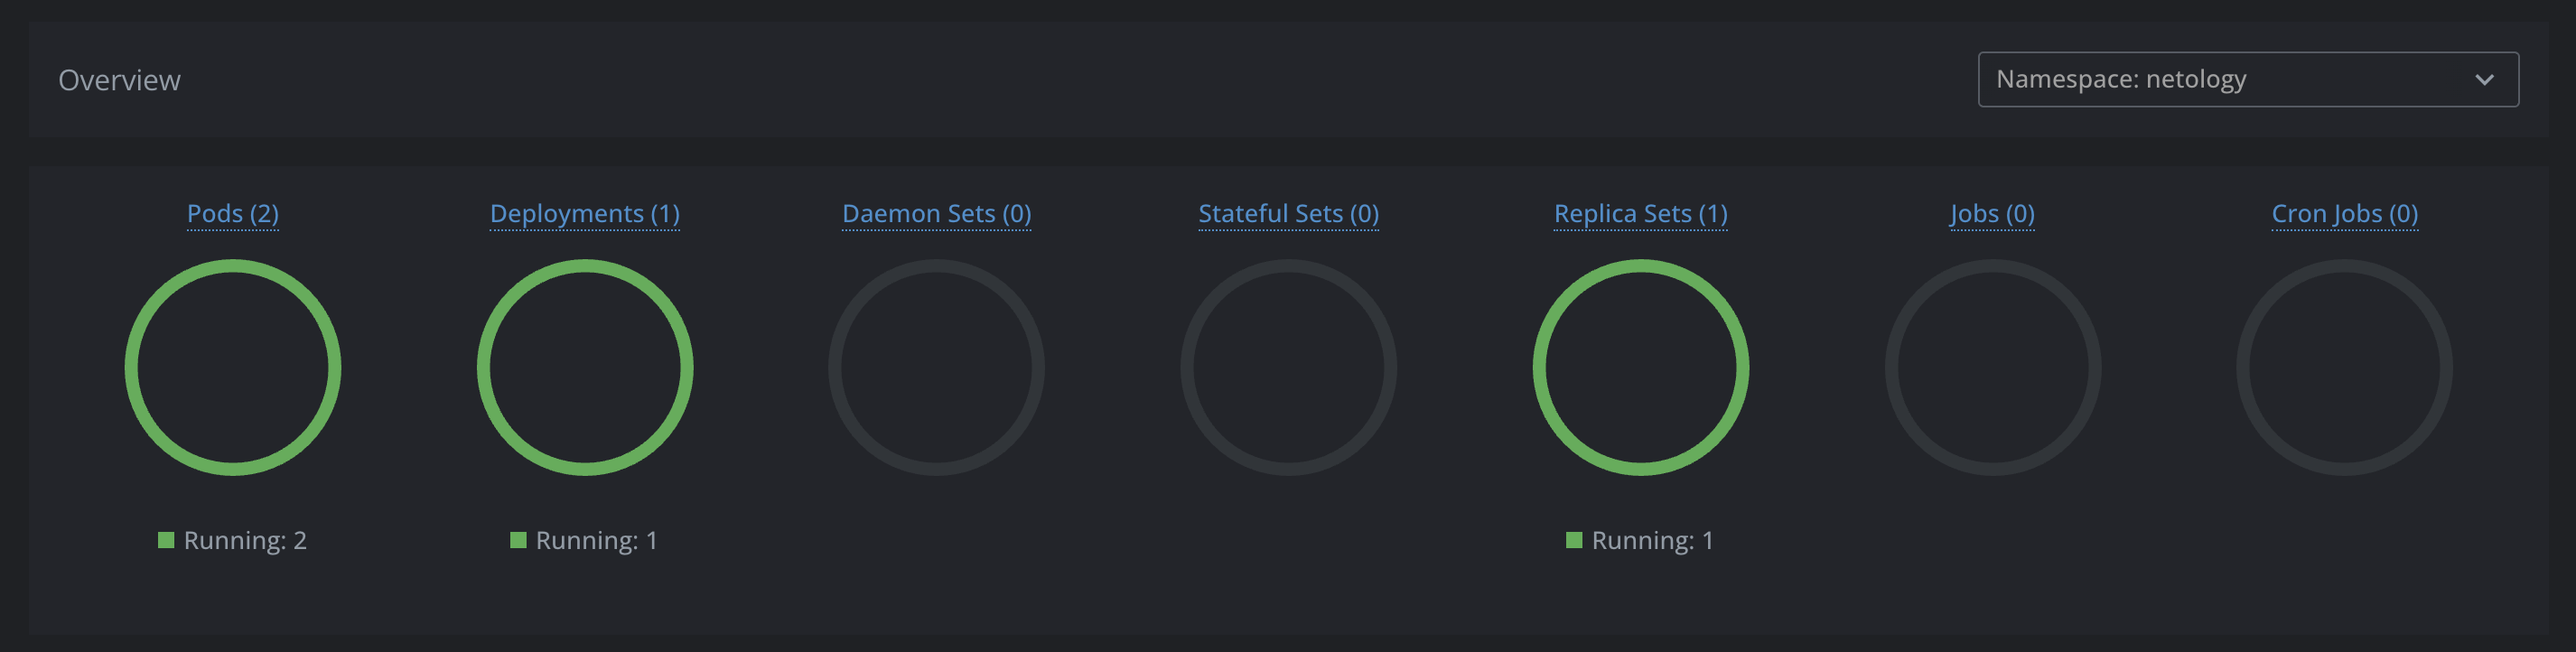 Overview
Namespace: netology
Pods (2)
Deployments (1)
Daemon Sets (0)
Stateful Sets (0)
Replica Sets (1)
Jobs (0)
Cron Jobs (0)
Running: 2
Running: 1
Running: 1